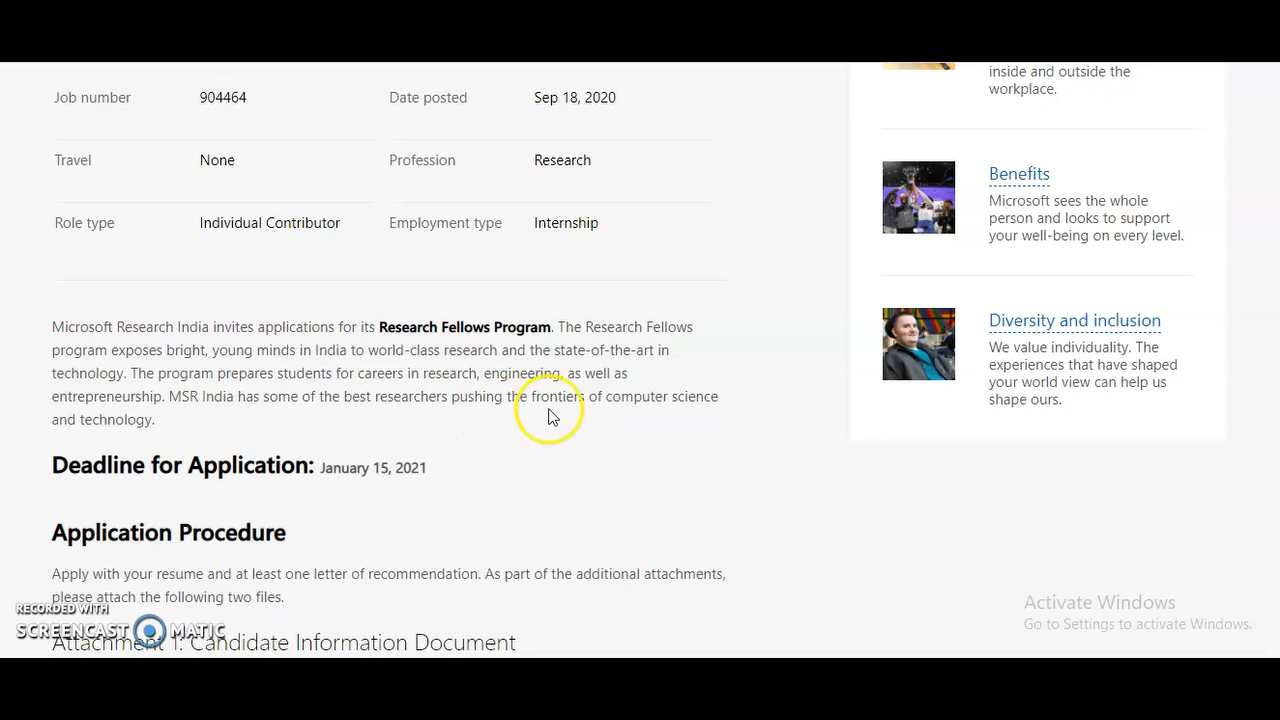 inside and outside the
workplace.
Job number 904464 Date posted Sep 18, 2020
Travel None Profession Research
Role type Individual Contributor Employment type Internship
Benefits
Microsoft sees the whole
person and looks to support
your well-being on every level.
Diversity and inclusion
We value individuality. The
experiences that have shaped
your world view can help us
shape ours.
Microsoft Research India invites applications for its Research Fellows Program. The Research Fellows
program exposes bright, young minds in India to world-class research and the state-of-the-art in
technology. The program prepares students for careers in research, engineering, as well as
entrepreneurship. MSR India has some of the best researchers pushing the frontiers of computer science
and technology.
Deadline for Application: January 15, 2021
Application Procedure
Apply with your resume and at least one letter of recommendation. As part of the additional attachments,
please attach the following two files.
Attachment 1: Candidate Information Document
RECORDED WITH
SCREENCAST MATIC
Activate Windows
Go to Settings to activate Windows.